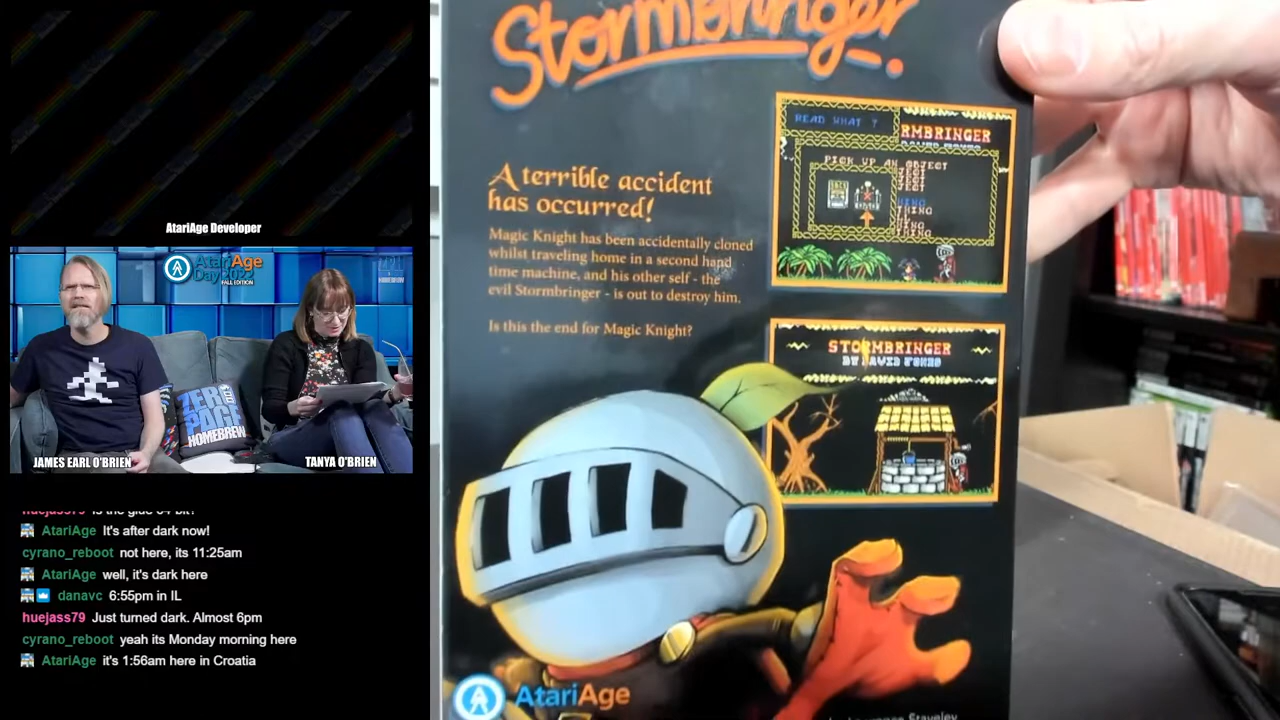 AtariAge Developer
AtariAge
Day 2022
FALL EDITION
ZERO
PAGE
HOMEBREW
JAMES EARL O'BRIEN
TANYA O'BRIEN
AtariAge It's after dark now!
cyrano_reboot not here, its 11:25am
AtariAge well, it's dark here
danavc 6:55pm in IL
huejass79 Just turned dark. Almost 6pm
cyrano_reboot yeah its Monday morning here
AtariAge it's 1:56am here in Croatia
Stormbringer!
A terrible accident
has occurred!
Magic Knight has been accidentally cloned
whilst traveling home in a second hand
time machine, and his other self - the
evil Stormbringer - is out to destroy him.
Is this the end for Magic Knight?
READ WHAT ?
RMBRINGER
PICK UP AN OBJECT
STORMBRINGER
BY DAVID JONES
AtariAge